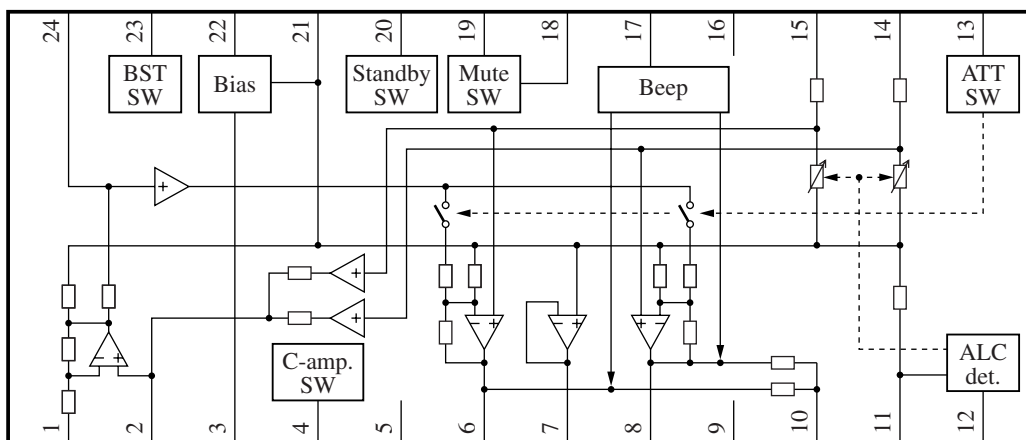 24 23 22 21 20 19 18 17 16 15 14 13
BST
SW
Bias
Standby
SW
Mute
SW
Beep
ATT
SW
+
+
+
− +
− +
− +
+ −
− +
C-amp.
SW
ALC
det.
1 2 3 4 5 6 7 8 9 10 11 12